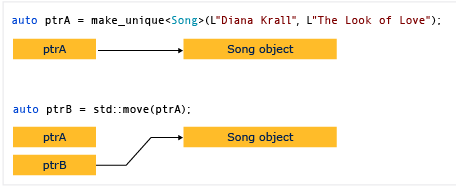 auto ptrA = make_unique<Song>(L"Diana Krall", L"The Look of Love");
ptrA Song object
auto ptrB = std::move(ptrA);
ptrA Song object
ptrB